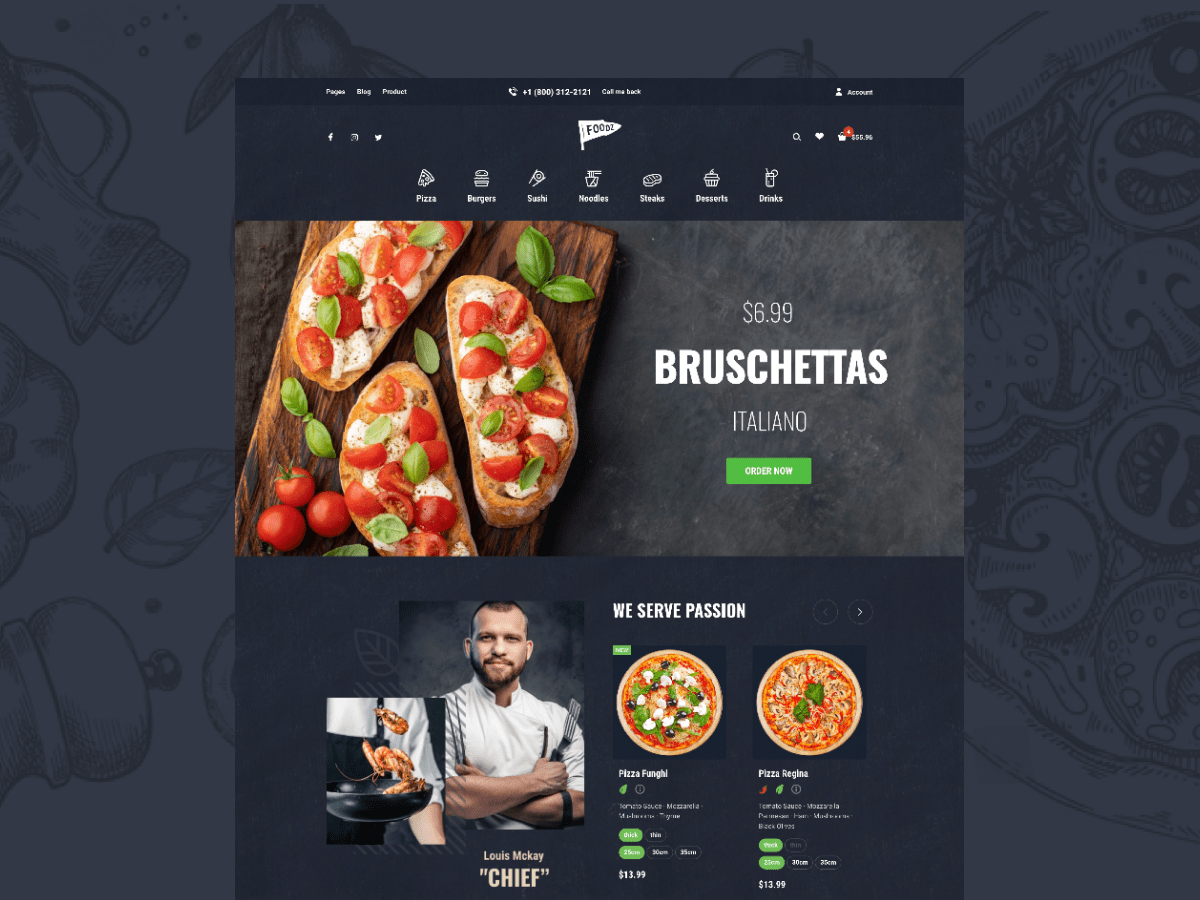 Pages Blog Product
+1 (800) 312-2121 Call me back
Account
FOODZ
4
$55.96
Pizza Burgers Sushi Noodles Steaks Desserts Drinks
$6.99
BRUSCHETTAS
ITALIANO
ORDER NOW
WE SERVE PASSION
NEW
Pizza Funghi
Tomato Sauce · Mozzarella ·
Mushrooms · Thyme
thick thin
25cm 30cm 35cm
$13.99
Pizza Regina
Tomato Sauce · Mozzarella ·
Parmesan · Ham · Mushrooms ·
Black Olives
thick thin
25cm 30cm 35cm
$13.99
Louis Mckay
"CHIEF"